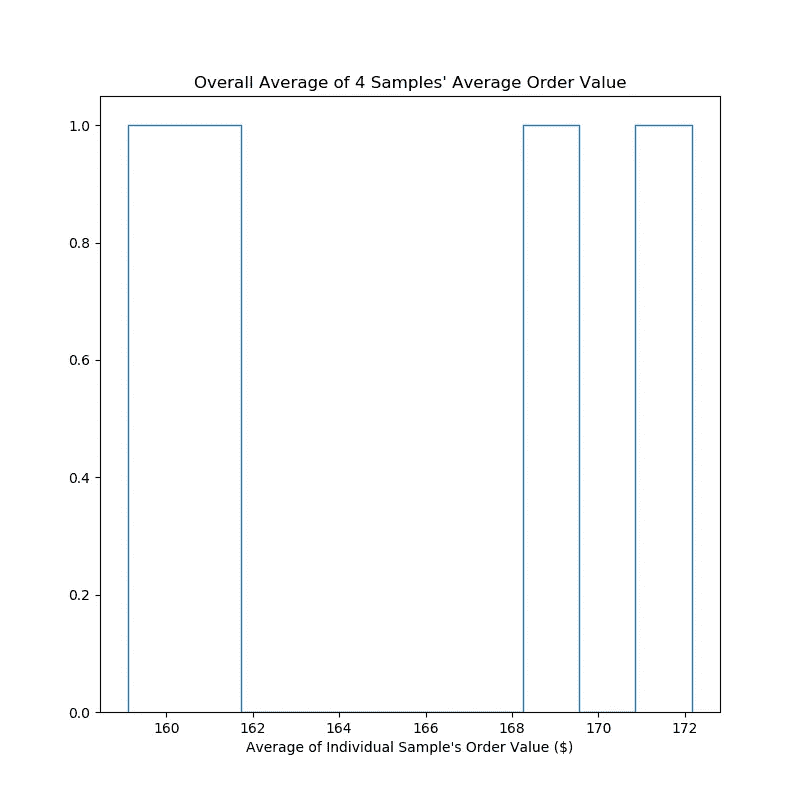 Overall Average of 4 Samples' Average Order Value
1.0
0.8
0.6
0.4
0.2
0.0
160 162 164 166 168 170 172
Average of Individual Sample's Order Value ($)